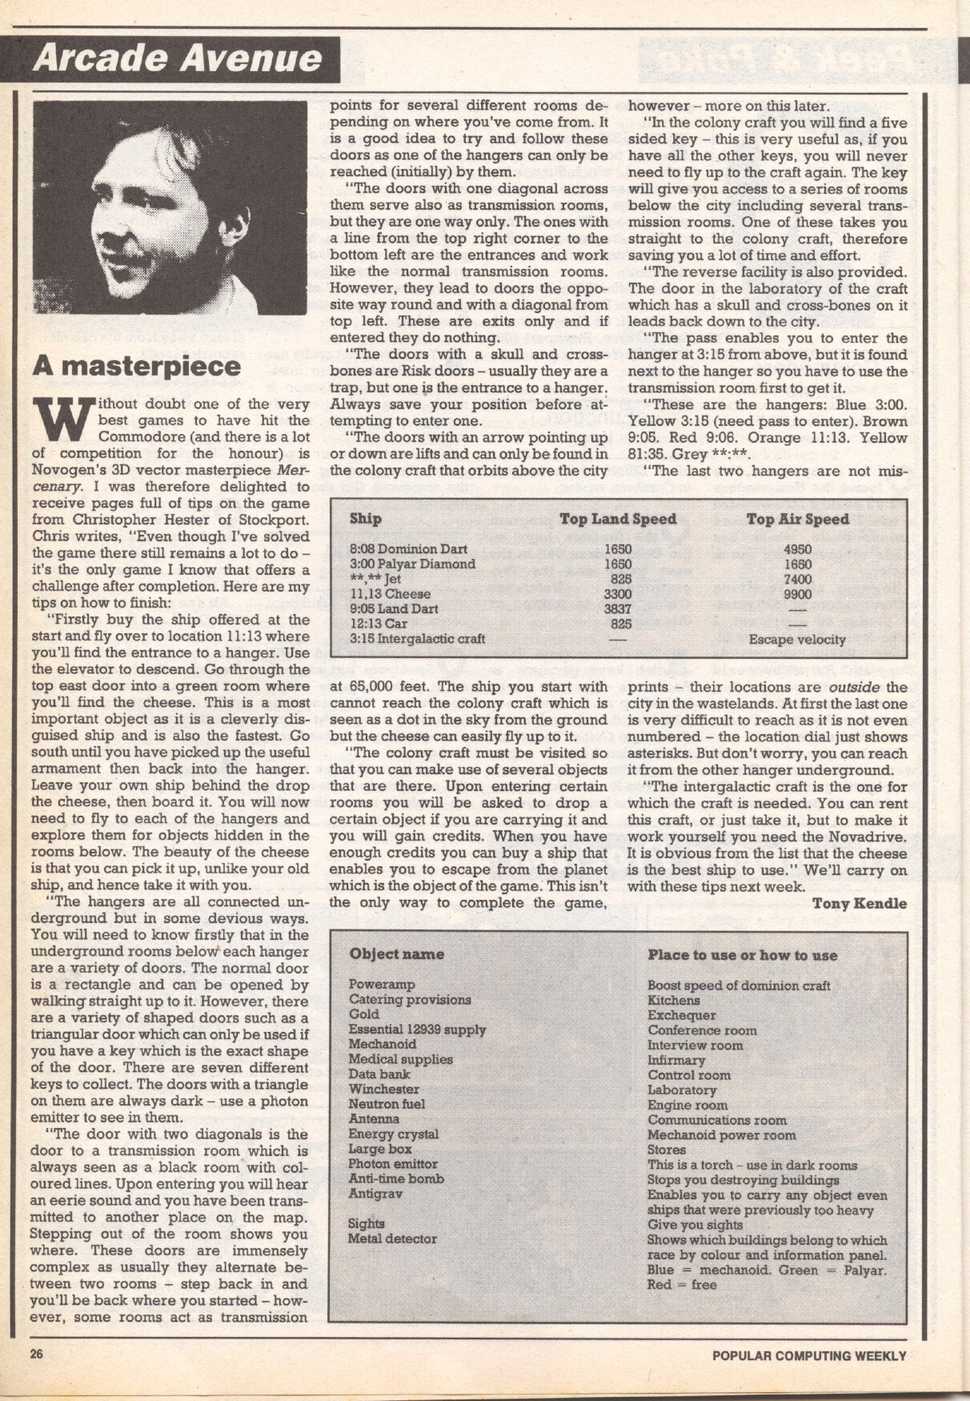 Arcade Avenue
A masterpiece
Without doubt one of the very
best games to have hit the
Commodore (and there is a lot
of competition for the honour) is
Novogen's 3D vector masterpiece Mer-
cenary. I was therefore delighted to
receive pages full of tips on the game
from Christopher Hester of Stockport.
Chris writes, "Even though I've solved
the game there still remains a lot to do –
it's the only game I know that offers a
challenge after completion. Here are my
tips on how to finish:
"Firstly buy the ship offered at the
start and fly over to location 11:13 where
you'll find the entrance to a hanger. Use
the elevator to descend. Go through the
top east door into a green room where
you'll find the cheese. This is a most
important object as it is a cleverly dis-
guised ship and is also the fastest. Go
south until you have picked up the useful
armament then back into the hanger.
Leave your own ship behind the drop
the cheese, then board it. You will now
need to fly to each of the hangers and
explore them for objects hidden in the
rooms below. The beauty of the cheese
is that you can pick it up, unlike your old
ship, and hence take it with you.
"The hangers are all connected un-
derground but in some devious ways.
You will need to know firstly that in the
underground rooms below each hanger
are a variety of doors. The normal door
is a rectangle and can be opened by
walking straight up to it. However, there
are a variety of shaped doors such as a
triangular door which can only be used if
you have a key which is the exact shape
of the door. There are seven different
keys to collect. The doors with a triangle
on them are always dark – use a photon
emitter to see in them.
"The door with two diagonals is the
door to a transmission room which is
always seen as a black room with col-
oured lines. Upon entering you will hear
an eerie sound and you have been trans-
mitted to another place on the map.
Stepping out of the room shows you
where. These doors are immensely
complex as usually they alternate be-
tween two rooms – step back in and
you'll be back where you started – how-
ever, some rooms act as transmission
points for several different rooms de-
pending on where you've come from. It
is a good idea to try and follow these
doors as one of the hangers can only be
reached (initially) by them.
"The doors with one diagonal across
them serve also as transmission rooms,
but they are one way only. The ones with
a line from the top right corner to the
bottom left are the entrances and work
like the normal transmission rooms.
However, they lead to doors the oppo-
site way round and with a diagonal from
top left. These are exits only and if
entered they do nothing.
"The doors with a skull and cross-
bones are Risk doors – usually they are a
trap, but one is the entrance to a hanger.
Always save your position before at-
tempting to enter one.
"The doors with an arrow pointing up
or down are lifts and can only be found in
the colony craft that orbits above the city
at 65,000 feet. The ship you start with
cannot reach the colony craft which is
seen as a dot in the sky from the ground
but the cheese can easily fly up to it.
"The colony craft must be visited so
that you can make use of several objects
that are there. Upon entering certain
rooms you will be asked to drop a
certain object if you are carrying it and
you will gain credits. When you have
enough credits you can buy a ship that
enables you to escape from the planet
which is the object of the game. This isn't
the only way to complete the game,
however – more on this later.
"In the colony craft you will find a five
sided key – this is very useful as, if you
have all the other keys, you will never
need to fly up to the craft again. The key
will give you access to a series of rooms
below the city including several trans-
mission rooms. One of these takes you
straight to the colony craft, therefore
saving you a lot of time and effort.
"The reverse facility is also provided.
The door in the laboratory of the craft
which has a skull and cross-bones on it
leads back down to the city.
"The pass enables you to enter the
hanger at 3:15 from above, but it is found
next to the hanger so you have to use the
transmission room first to get it.
"These are the hangers: Blue 3:00.
Yellow 3:15 (need pass to enter). Brown
9:05. Red 9:06. Orange 11:13. Yellow
81:35. Grey **:**.
"The last two hangers are not mis-
prints – their locations are outside the
city in the wastelands. At first the last one
is very difficult to reach as it is not even
numbered – the location dial just shows
asterisks. But don't worry, you can reach
it from the other hanger underground.
"The intergalactic craft is the one for
which the craft is needed. You can rent
this craft, or just take it, but to make it
work yourself you need the Novadrive.
It is obvious from the list that the cheese
is the best ship to use." We'll carry on
with these tips next week.
Tony Kendle
Ship Top Land Speed Top Air Speed
8:08 Dominion Dart 1650 4950
3:00 Palyar Diamond 1650 1650
**,** Jet 825 7400
11,13 Cheese 3300 9900
9:05 Land Dart 3837 —
12:13 Car 825 —
3:15 Intergalactic craft — Escape velocity
Object name Place to use or how to use
Poweramp Boost speed of dominion craft
Catering provisions Kitchens
Gold Exchequer
Essential 12939 supply Conference room
Mechanoid Interview room
Medical supplies Infirmary
Data bank Control room
Winchester Laboratory
Neutron fuel Engine room
Antenna Communications room
Energy crystal Mechanoid power room
Large box Stores
Photon emittor This is a torch – use in dark rooms
Anti-time bomb Stops you destroying buildings
Antigrav Enables you to carry any object even
ships that were previously too heavy
Sights Give you sights
Metal detector Shows which buildings belong to which
race by colour and information panel.
Blue = mechanoid. Green = Palyar.
Red = free
26
POPULAR COMPUTING WEEKLY